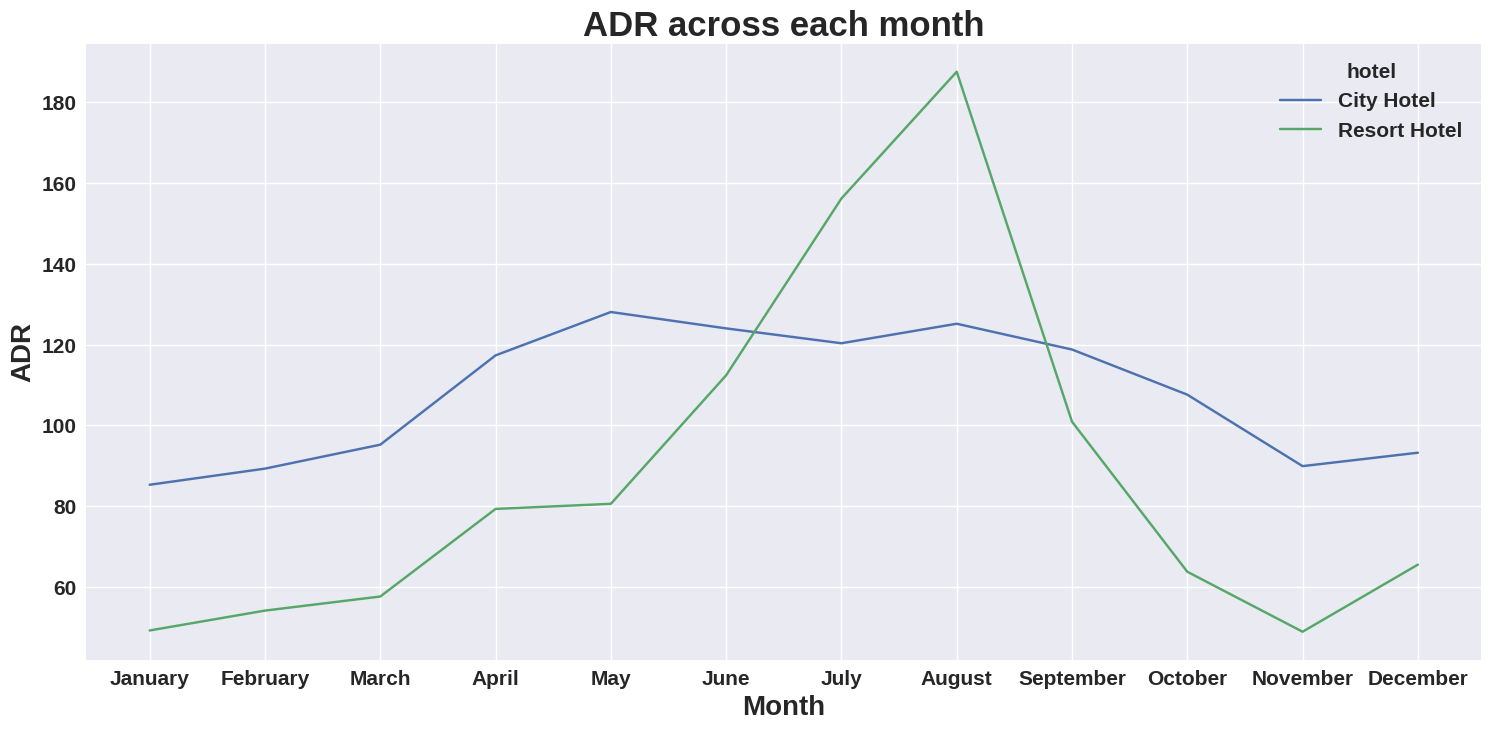 ADR across each month
hotel
City Hotel
Resort Hotel
ADR
180
160
140
120
100
80
60
January February March April May June July August September October November December
Month